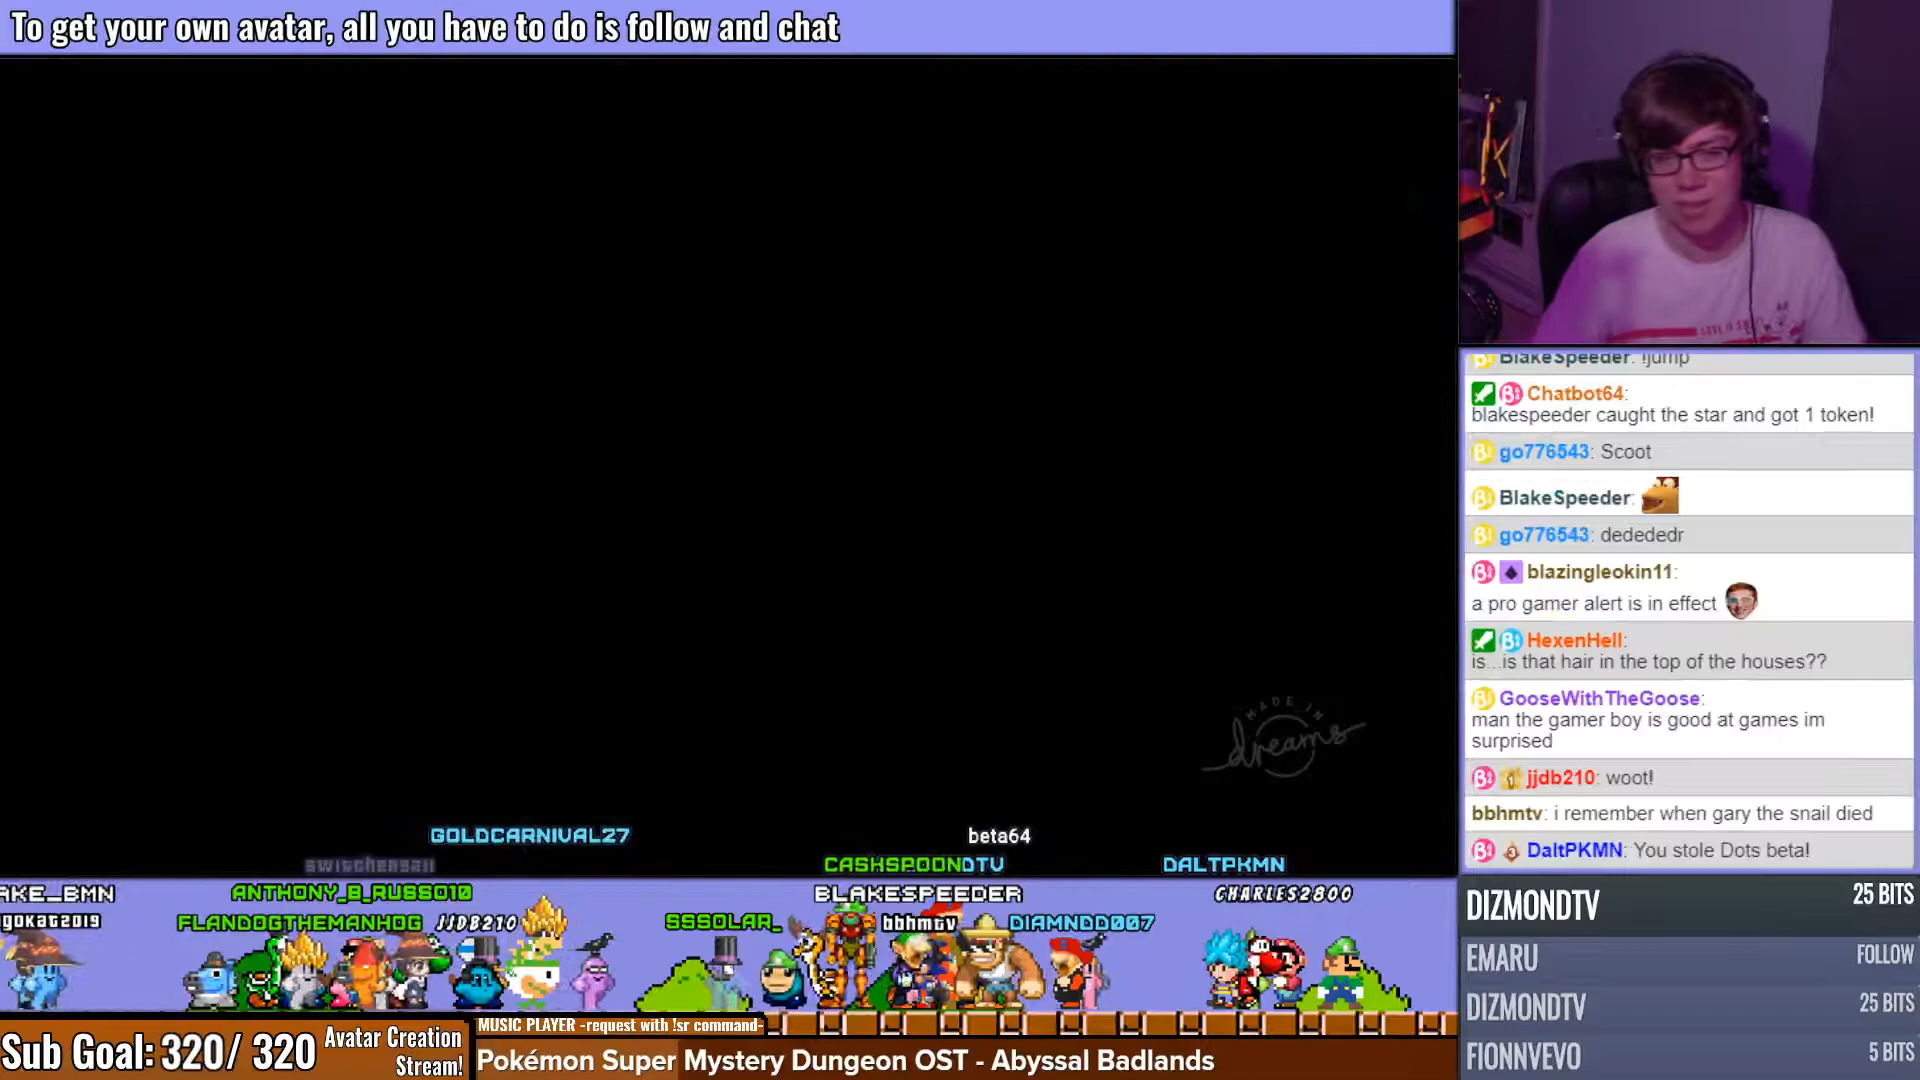 To get your own avatar, all you have to do is follow and chat
BlakeSpeeder: !jump
Chatbot64:
blakespeeder caught the star and got 1 token!
go776543: Scoot
BlakeSpeeder:
go776543: dedededr
blazingleokin11:
a pro gamer alert is in effect
HexenHell:
is...is that hair in the top of the houses??
GooseWithTheGoose:
man the gamer boy is good at games im
surprised
jjdb210: woot!
bbhmtv: i remember when gary the snail died
DaltPKMN: You stole Dots beta!
MADE IN
dreams
GOLDCARNIVAL27
beta64
CASHSPOONDTV
DALTPKMN
AKE_BMN
ANTHONY_B_RUSSO10
BLAKESPEEDER
CHARLES2800
gokat2019
FLANDOGTHEMANHOG
JJDB210
SSSOLAR_
bbhmtv
DIAMNDD007
DIZMONDTV 25 BITS
EMARU FOLLOW
DIZMONDTV 25 BITS
FIONNVEVO 5 BITS
Sub Goal: 320/ 320
Avatar Creation
Stream!
MUSIC PLAYER -request with !sr command-
Pokémon Super Mystery Dungeon OST - Abyssal Badlands